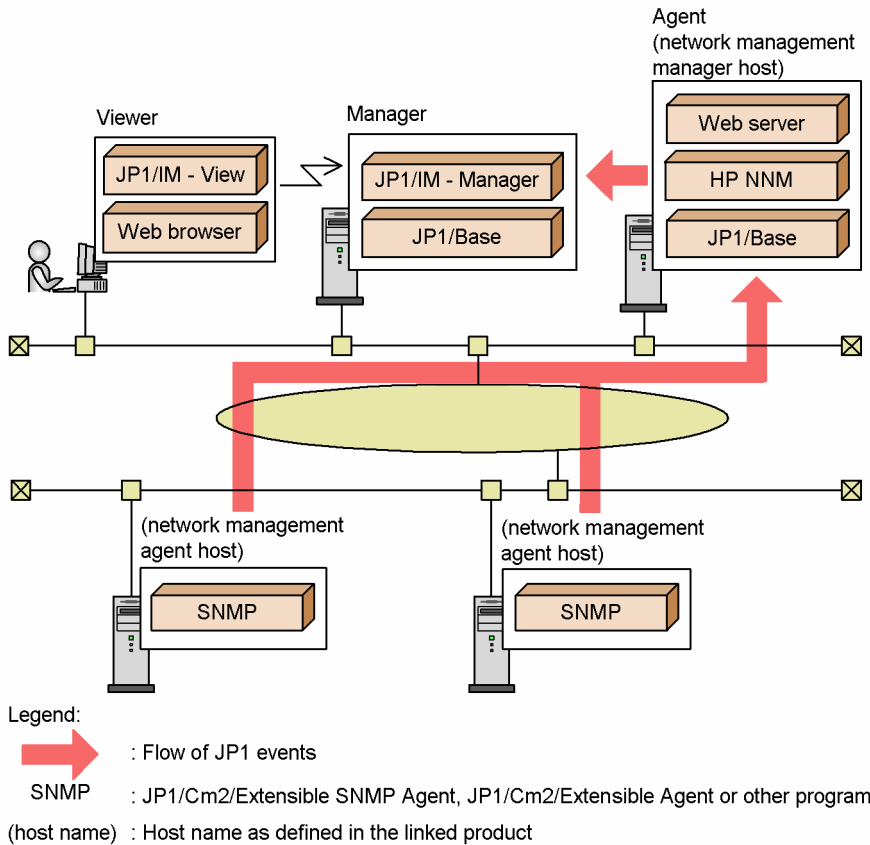 Agent
(network management
manager host)
Viewer
Manager
Web server
JP1/IM - View
JP1/IM - Manager
HP NNM
Web browser
JP1/Base
JP1/Base
(network management
agent host)
(network management
agent host)
SNMP
SNMP
Legend:
: Flow of JP1 events
SNMP : JP1/Cm2/Extensible SNMP Agent, JP1/Cm2/Extensible Agent or other program
(host name) : Host name as defined in the linked product